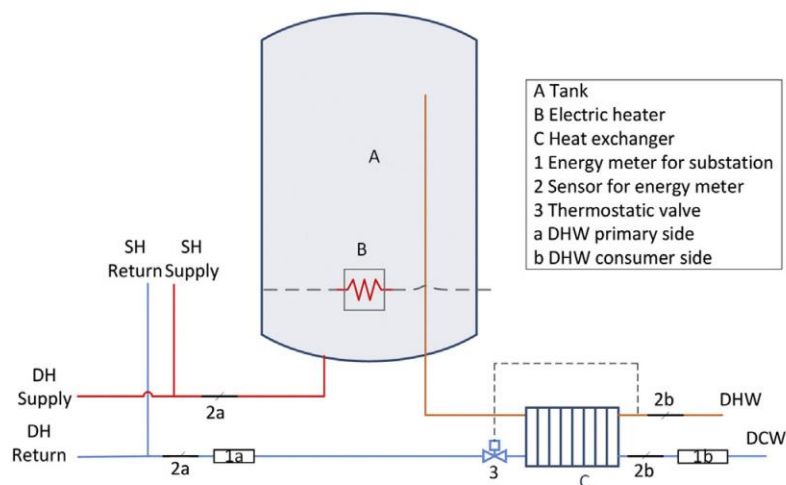 A Tank
B Electric heater
C Heat exchanger
1 Energy meter for substation
2 Sensor for energy meter
3 Thermostatic valve
a DHW primary side
b DHW consumer side
A
B
SH
Return
SH
Supply
DH
Supply
2a
DH
Return
2a
1a
3
C
2b
DHW
2b
1b
DCW